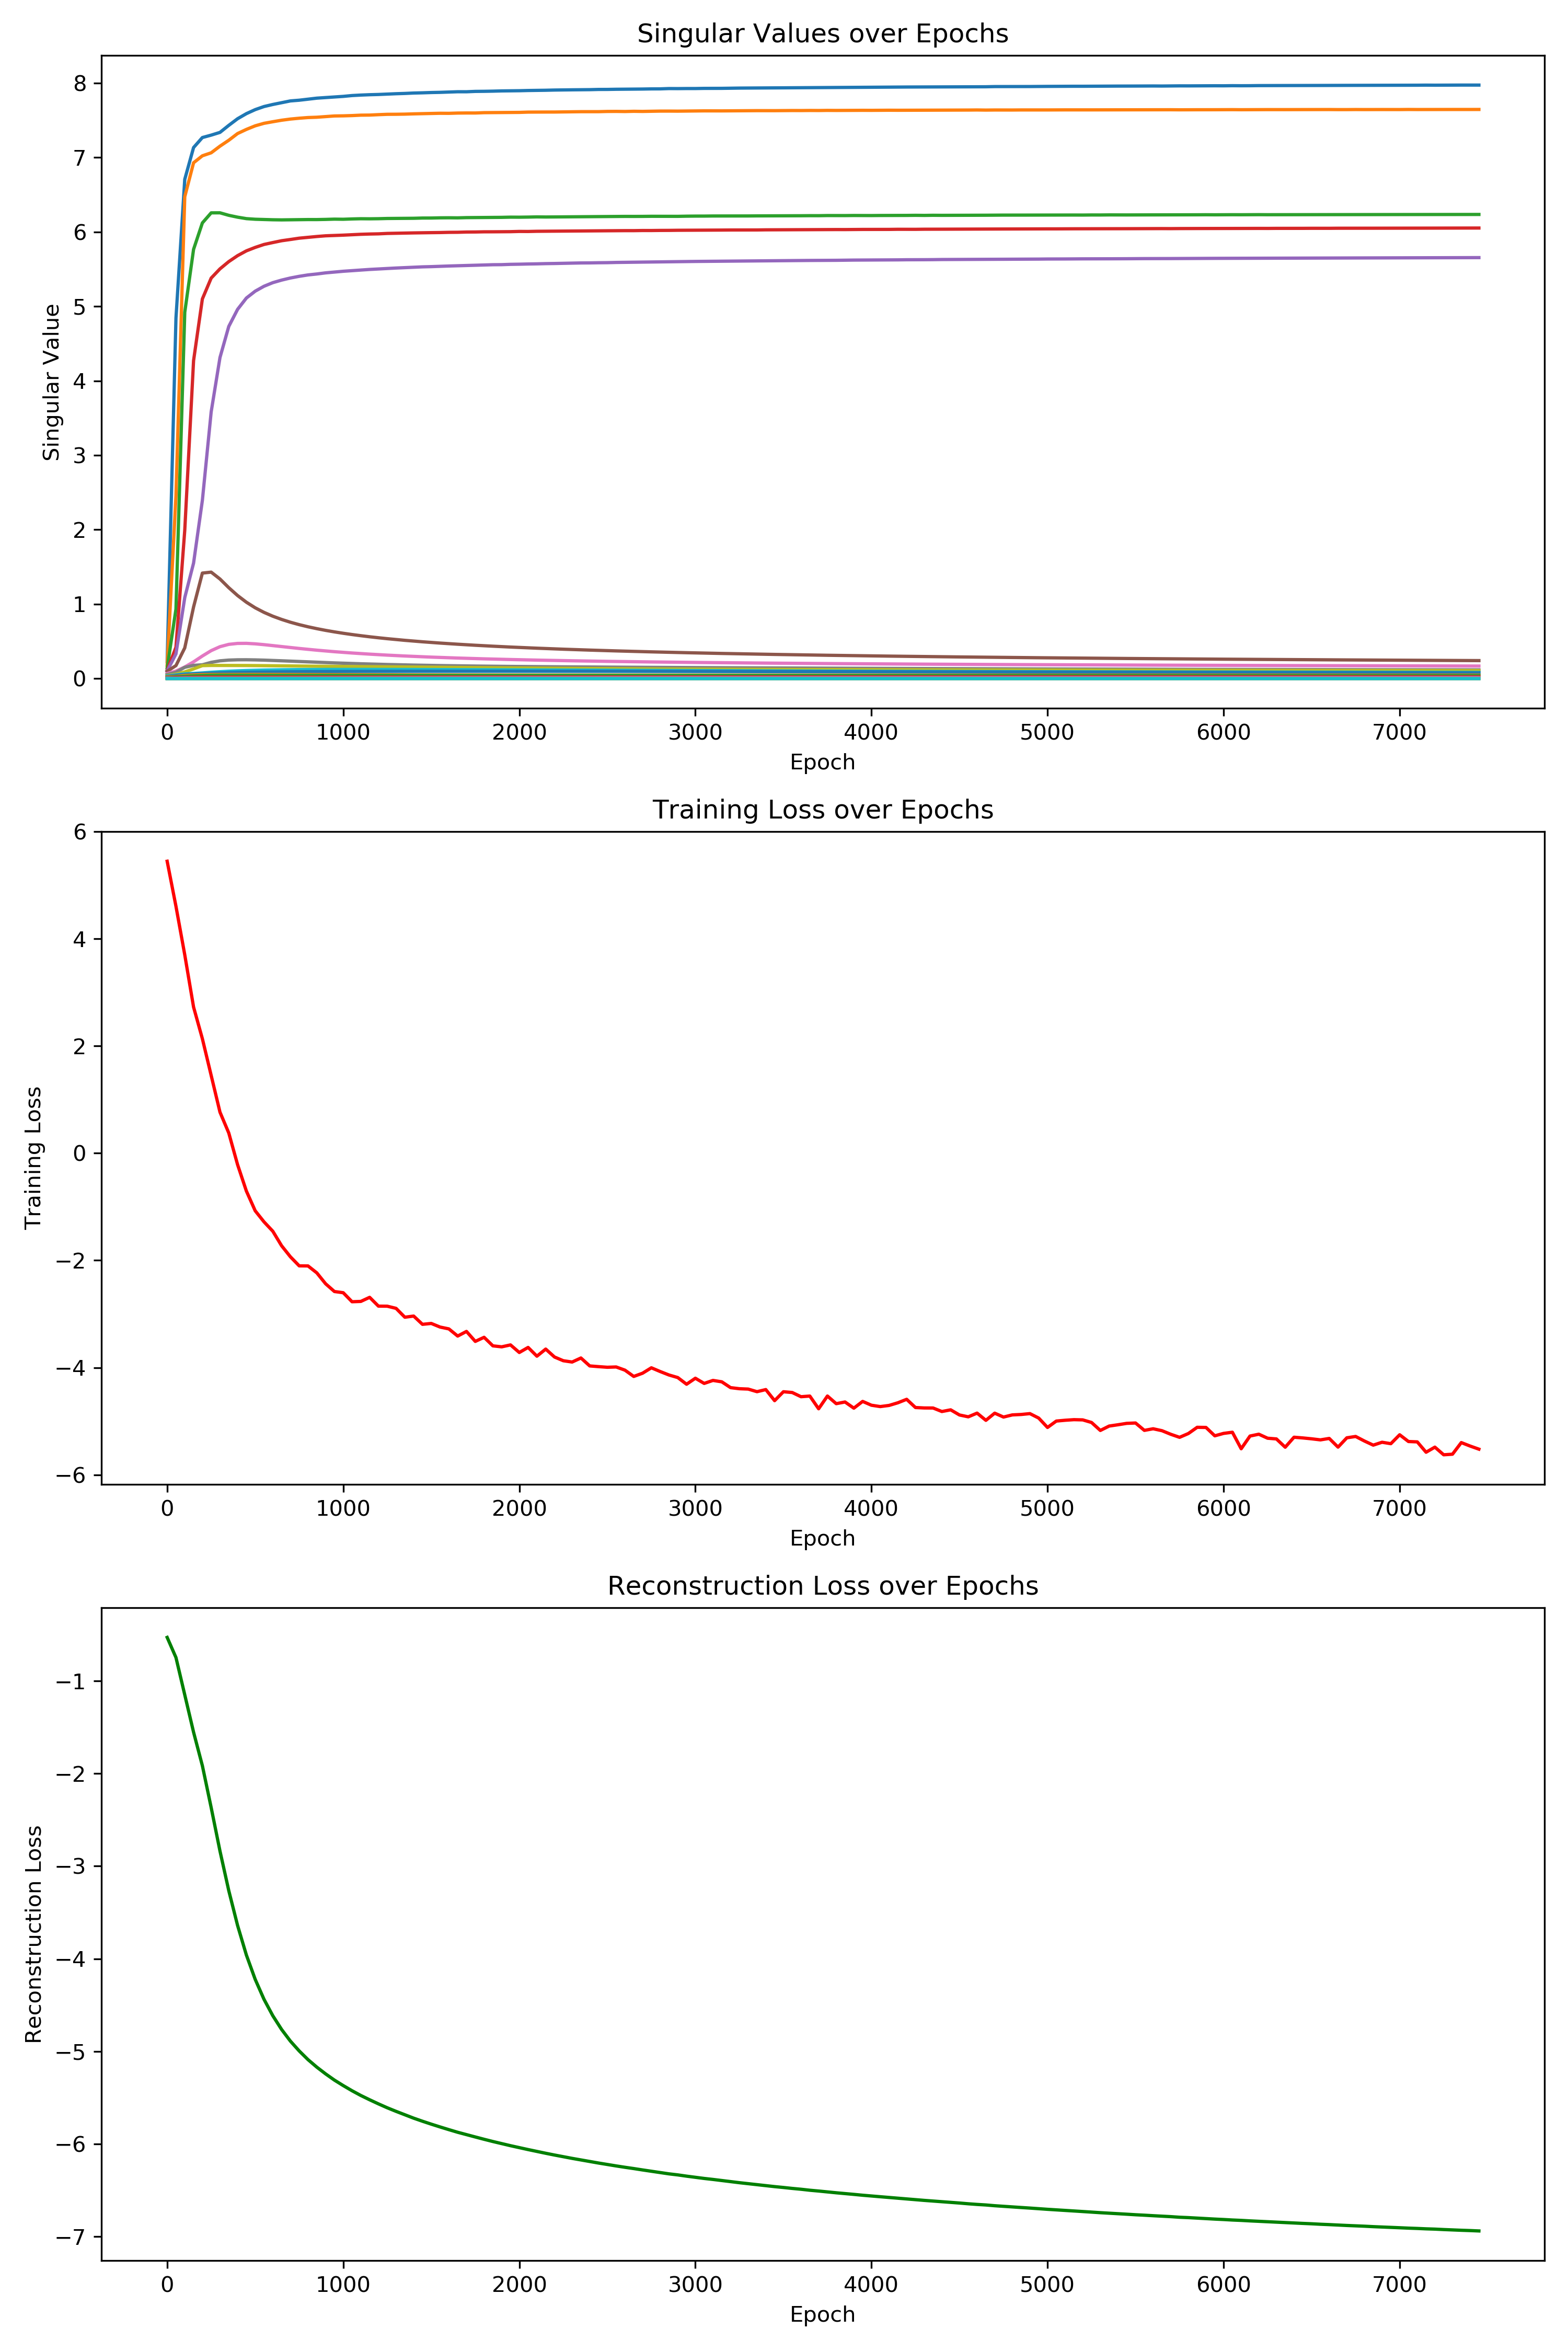 Singular Values over Epochs
Singular Value
8
7
6
5
4
3
2
1
0
0 1000 2000 3000 4000 5000 6000 7000
Epoch
Training Loss over Epochs
Training Loss
6
4
2
0
−2
−4
−6
0 1000 2000 3000 4000 5000 6000 7000
Epoch
Reconstruction Loss over Epochs
Reconstruction Loss
−1
−2
−3
−4
−5
−6
−7
0 1000 2000 3000 4000 5000 6000 7000
Epoch